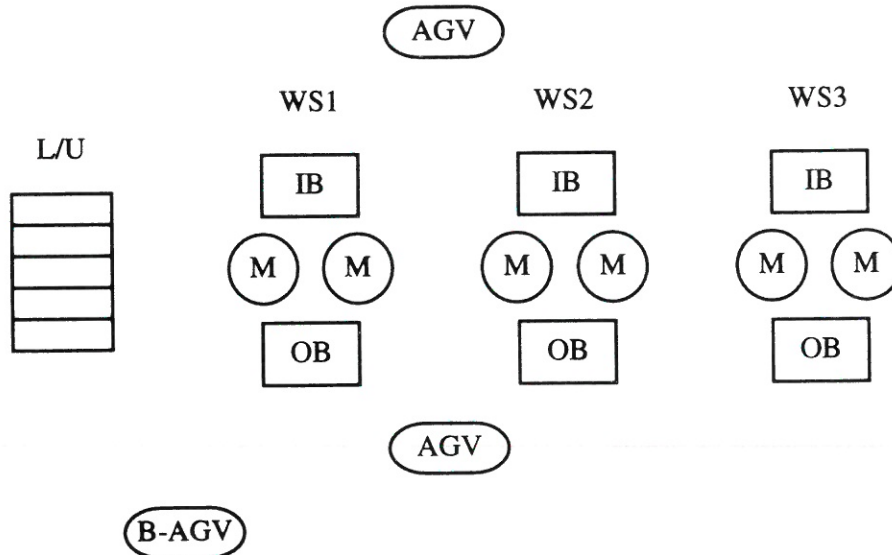 AGV
WS1 WS2 WS3
L/U
IB IB IB
M M M M M M
OB OB OB
AGV
B-AGV